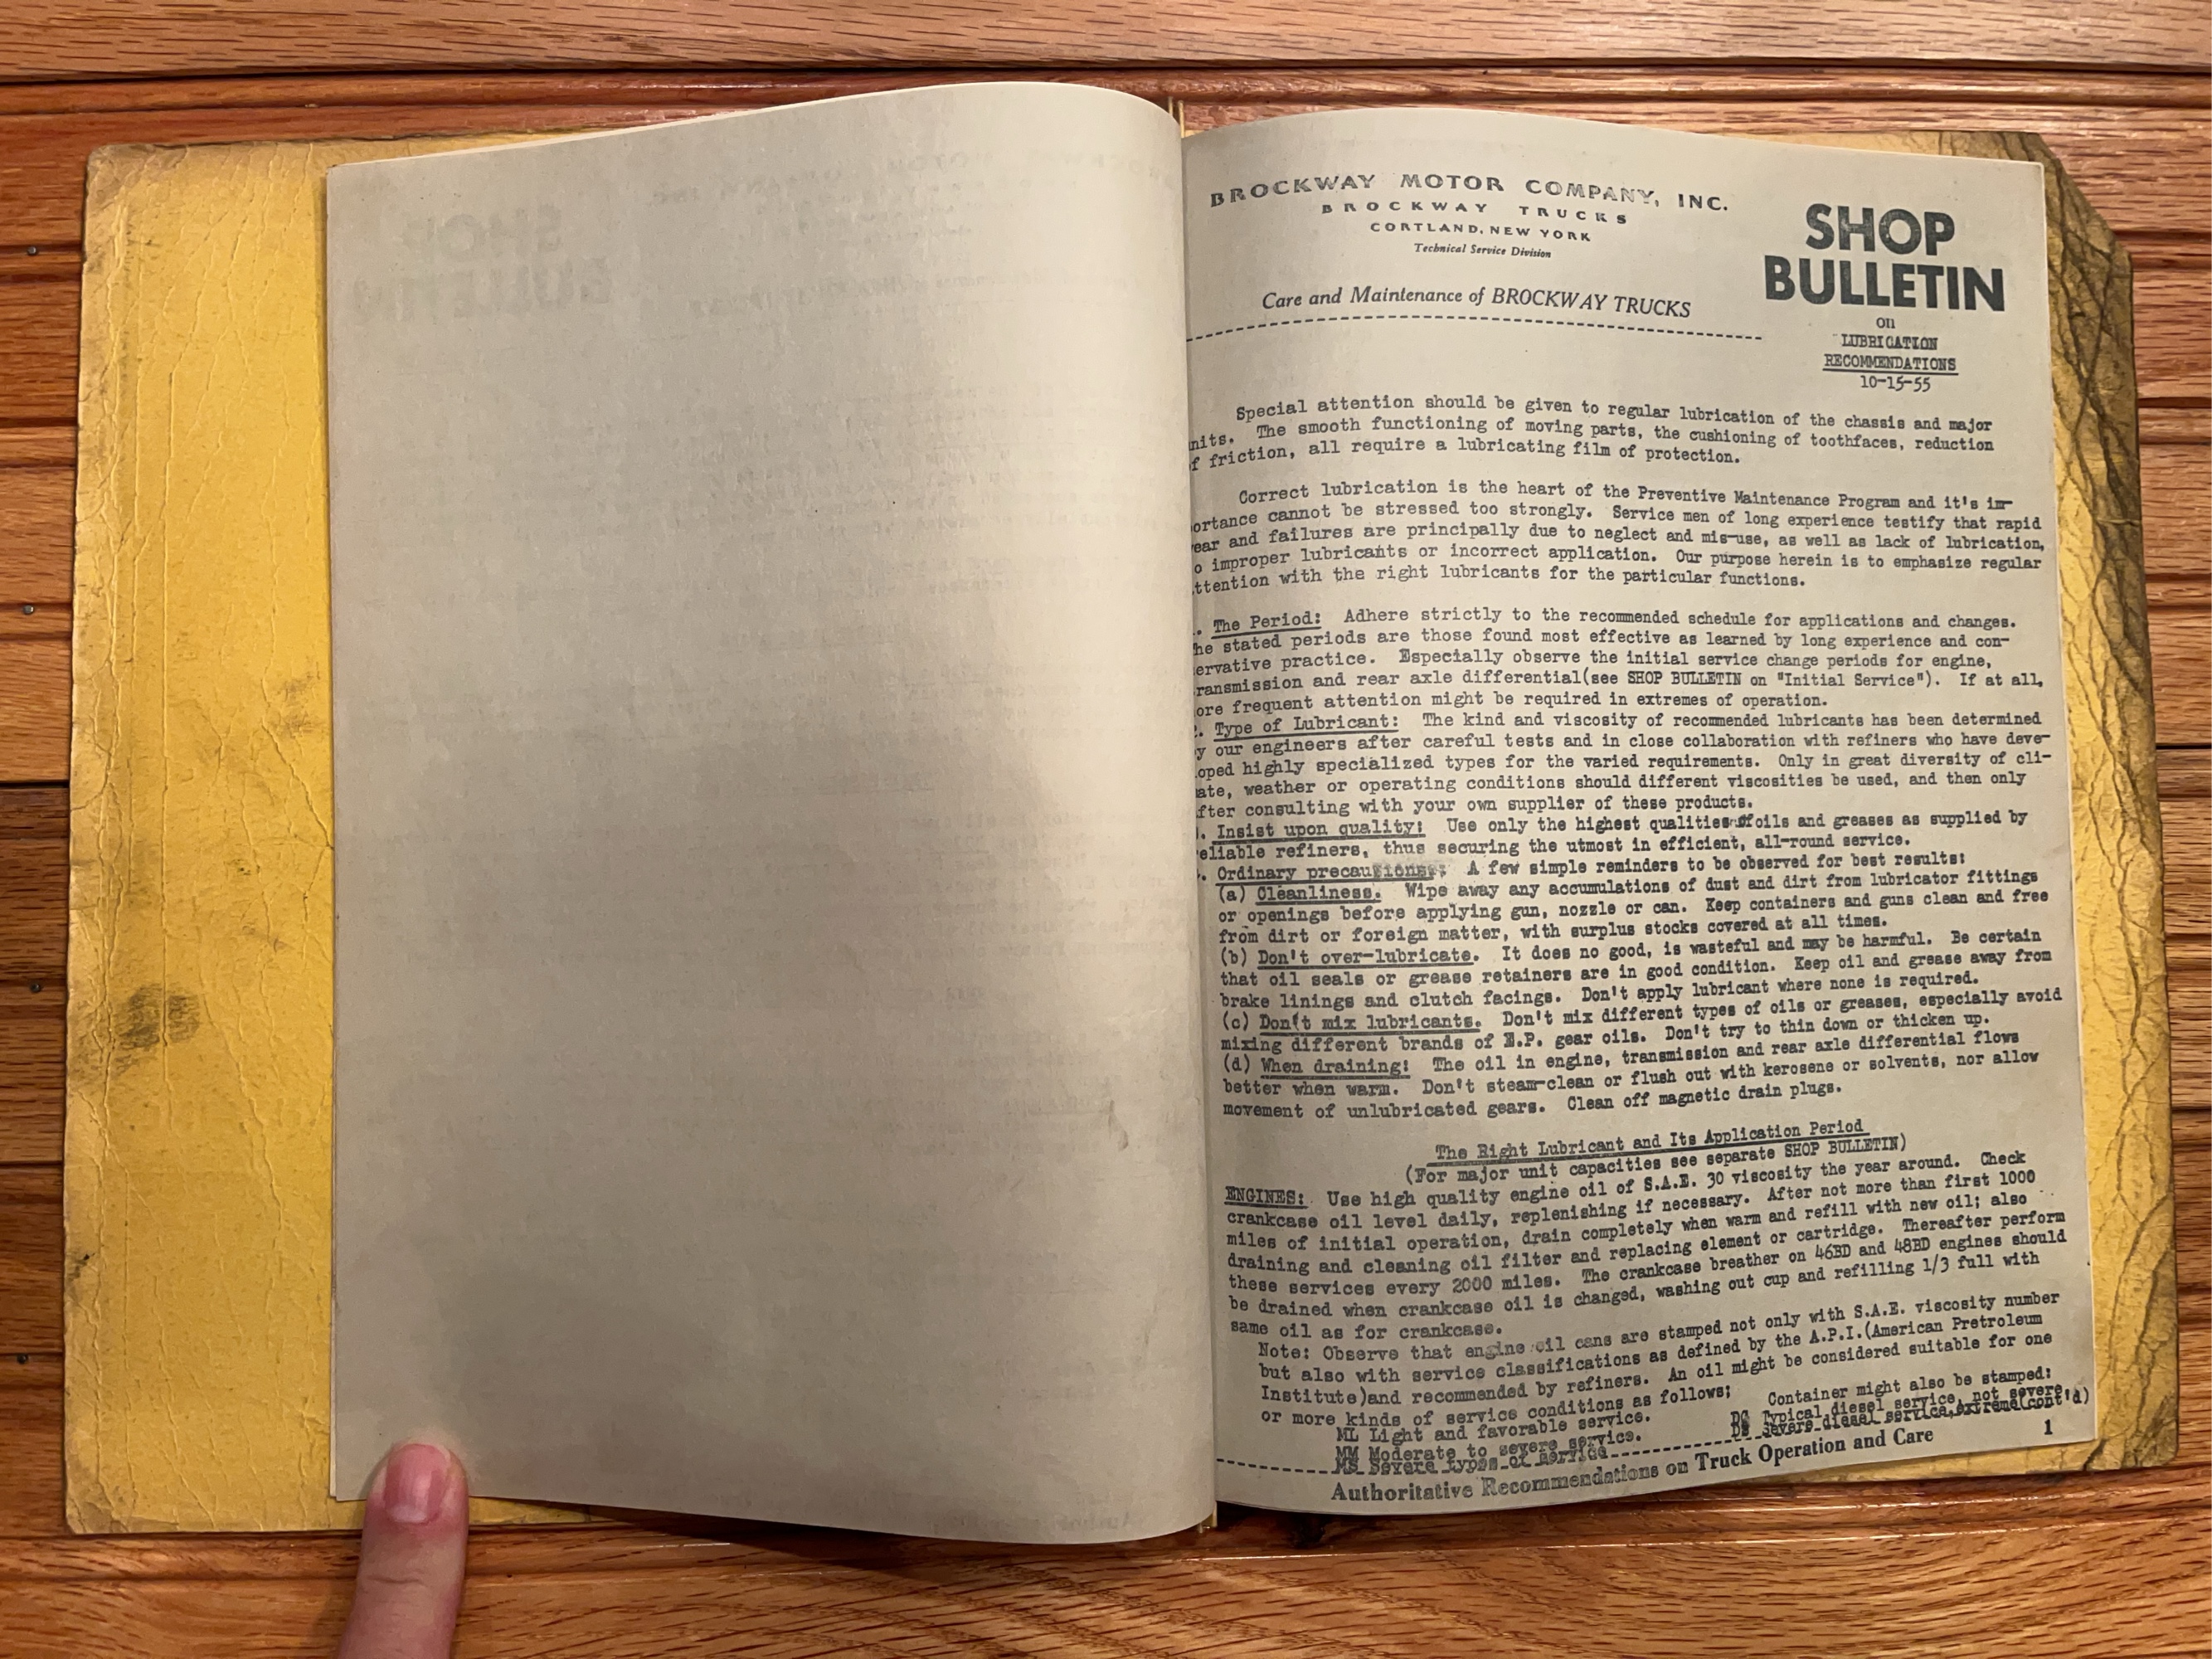 BROCKWAY MOTOR COMPANY, INC.
BROCKWAY TRUCKS
CORTLAND, NEW YORK
Technical Service Division
Care and Maintenance of BROCKWAY TRUCKS
SHOP
BULLETIN
on
LUBRICATION
RECOMMENDATIONS
10-15-55
Special attention should be given to regular lubrication of the chassis and major
nits. The smooth functioning of moving parts, the cushioning of toothfaces, reduction
f friction, all require a lubricating film of protection.
Correct lubrication is the heart of the Preventive Maintenance Program and it's im-
ortance cannot be stressed too strongly. Service men of long experience testify that rapid
ear and failures are principally due to neglect and mis-use, as well as lack of lubrication,
o improper lubricants or incorrect application. Our purpose herein is to emphasize regular
ttention with the right lubricants for the particular functions.
. The Period: Adhere strictly to the recommended schedule for applications and changes.
he stated periods are those found most effective as learned by long experience and con-
ervative practice. Especially observe the initial service change periods for engine,
ransmission and rear axle differential(see SHOP BULLETIN on "Initial Service"). If at all,
ore frequent attention might be required in extremes of operation.
. Type of Lubricant: The kind and viscosity of recommended lubricants has been determined
y our engineers after careful tests and in close collaboration with refiners who have deve-
oped highly specialized types for the varied requirements. Only in great diversity of cli-
ate, weather or operating conditions should different viscosities be used, and then only
fter consulting with your own supplier of these products.
. Insist upon quality: Use only the highest qualities of oils and greases as supplied by
eliable refiners, thus securing the utmost in efficient, all-round service.
. Ordinary precautions: A few simple reminders to be observed for best results:
(a) Cleanliness. Wipe away any accumulations of dust and dirt from lubricator fittings
or openings before applying gun, nozzle or can. Keep containers and guns clean and free
from dirt or foreign matter, with surplus stocks covered at all times.
(b) Don't over-lubricate. It does no good, is wasteful and may be harmful. Be certain
that oil seals or grease retainers are in good condition. Keep oil and grease away from
brake linings and clutch facings. Don't apply lubricant where none is required.
(c) Don't mix lubricants. Don't mix different types of oils or greases, especially avoid
mixing different brands of E.P. gear oils. Don't try to thin down or thicken up.
(d) When draining: The oil in engine, transmission and rear axle differential flows
better when warm. Don't steam-clean or flush out with kerosene or solvents, nor allow
movement of unlubricated gears. Clean off magnetic drain plugs.
The Right Lubricant and Its Application Period
(For major unit capacities see separate SHOP BULLETIN)
ENGINES: Use high quality engine oil of S.A.E. 30 viscosity the year around. Check
crankcase oil level daily, replenishing if necessary. After not more than first 1000
miles of initial operation, drain completely when warm and refill with new oil; also
draining and cleaning oil filter and replacing element or cartridge. Thereafter perform
these services every 2000 miles. The crankcase breather on 46BD and 48BD engines should
be drained when crankcase oil is changed, washing out cup and refilling 1/3 full with
same oil as for crankcase.
Note: Observe that engine oil cans are stamped not only with S.A.E. viscosity number
but also with service classifications as defined by the A.P.I.(American Pretroleum
Institute)and recommended by refiners. An oil might be considered suitable for one
or more kinds of service conditions as follows; Container might also be stamped:
ML Light and favorable service. DG Typical diesel service, not severe
MM Moderate to severe service. DS Severe diesel service,extreme(cont'd)
MS Severe types of service
1
Authoritative Recommendations on Truck Operation and Care
SHOP
BULLETIN